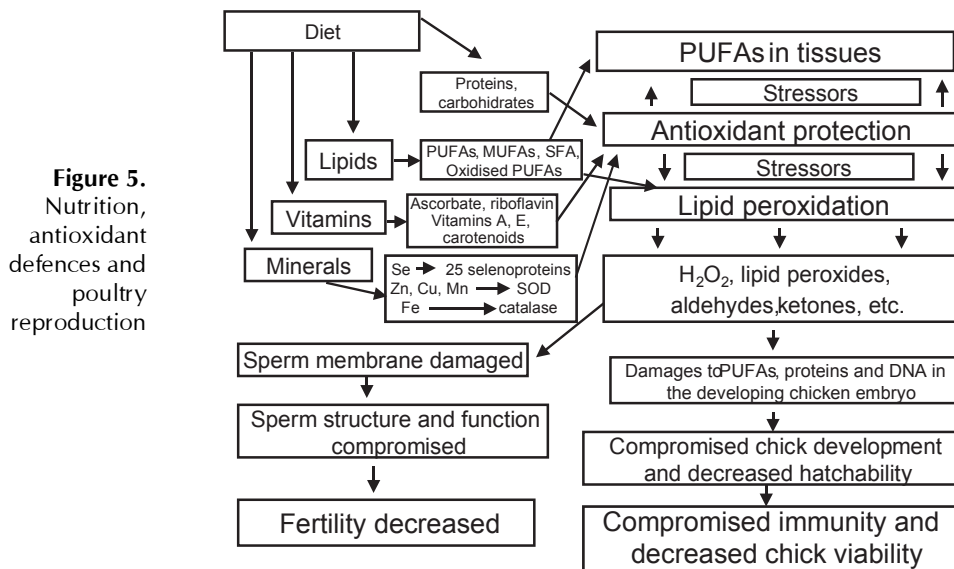 Figure 5.
Nutrition,
antioxidant
defences and
poultry
reproduction
Diet
Proteins,
carbohidrates
Lipids
PUFAs, MUFAs, SFA,
Oxidised PUFAs
Vitamins
Ascorbate, riboflavin
Vitamins A, E,
carotenoids
Minerals
Se 25 selenoproteins
Zn, Cu, Mn SOD
Fe catalase
PUFAs in tissues
Stressors
Antioxidant protection
Stressors
Lipid peroxidation
H₂O₂, lipid peroxides,
aldehydes,ketones, etc.
Sperm membrane damaged
Sperm structure and function
compromised
Fertility decreased
Damages toPUFAs, proteins and DNA in
the developing chicken embryo
Compromised chick development
and decreased hatchability
Compromised immunity and
decreased chick viability